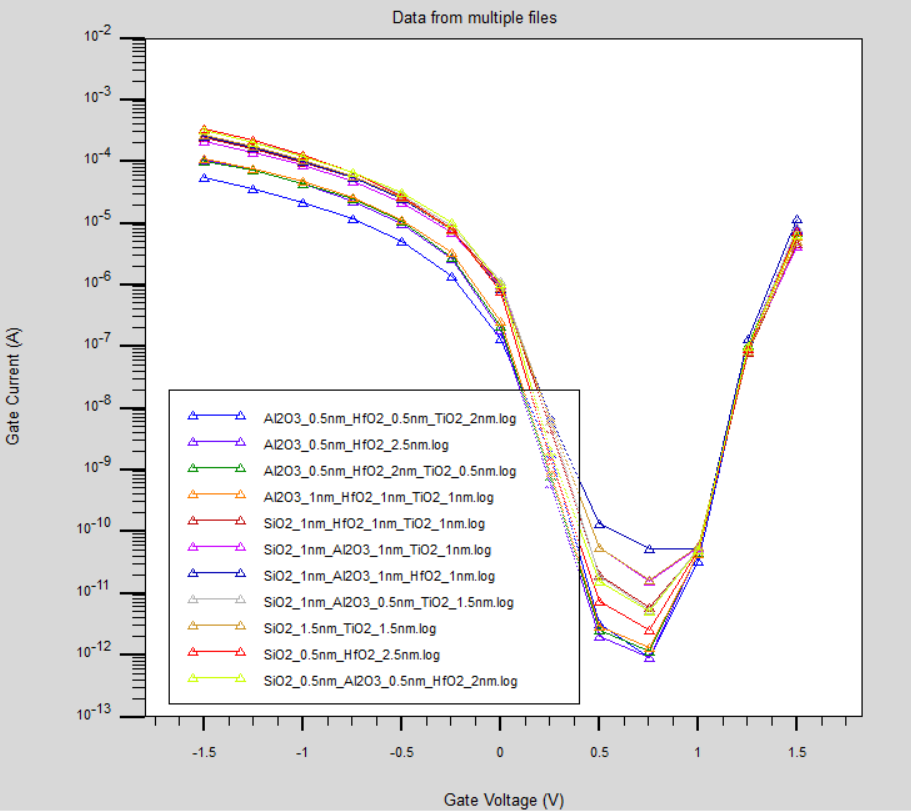 Data from multiple files
10-2
10-3
10-4
10-5
10-6
10-7
10-8
10-9
10-10
10-11
10-12
10-13
Gate Current (A)
Al2O3_0.5nm_HfO2_0.5nm_TiO2_2nm.log
Al2O3_0.5nm_HfO2_2.5nm.log
Al2O3_0.5nm_HfO2_2nm_TiO2_0.5nm.log
Al2O3_1nm_HfO2_1nm_TiO2_1nm.log
SiO2_1nm_HfO2_1nm_TiO2_1nm.log
SiO2_1nm_Al2O3_1nm_TiO2_1nm.log
SiO2_1nm_Al2O3_1nm_HfO2_1nm.log
SiO2_1nm_Al2O3_0.5nm_TiO2_1.5nm.log
SiO2_1.5nm_TiO2_1.5nm.log
SiO2_0.5nm_HfO2_2.5nm.log
SiO2_0.5nm_Al2O3_0.5nm_HfO2_2nm.log
-1.5 -1 -0.5 0 0.5 1 1.5
Gate Voltage (V)